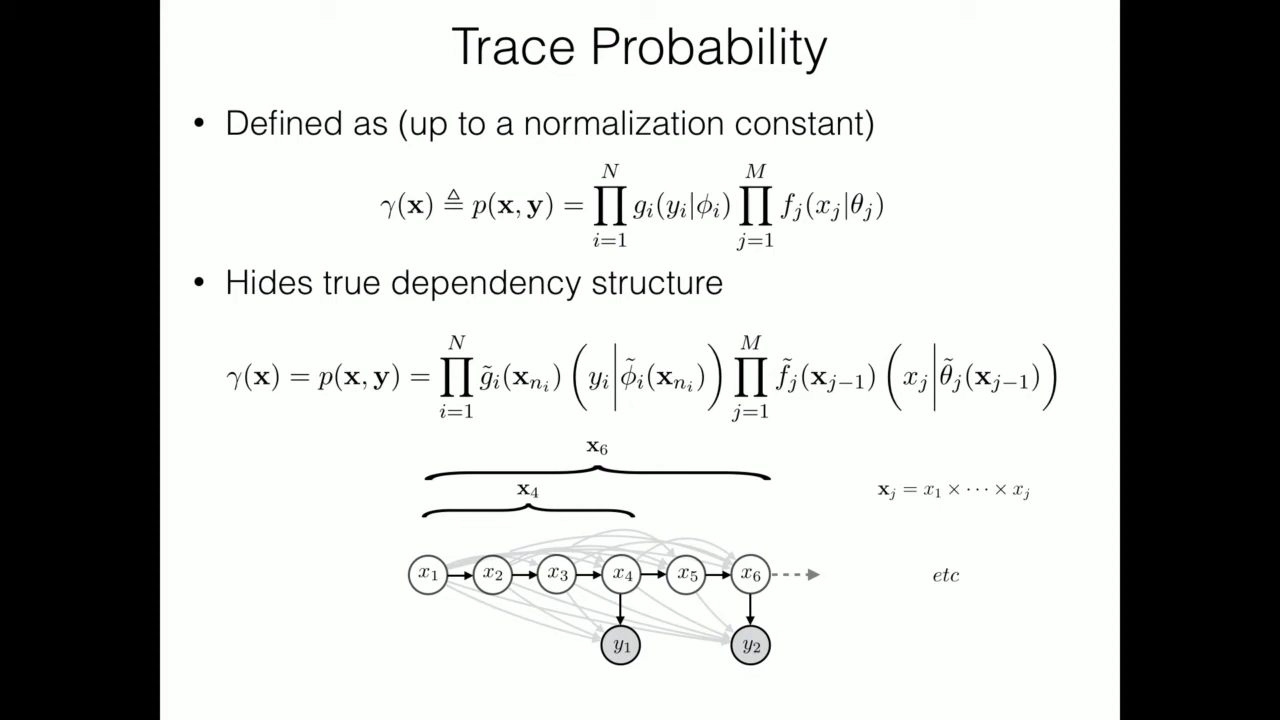 Trace Probability
• Defined as (up to a normalization constant)
γ(𝐱) ≜ p(𝐱, 𝐲) = ∏_{i=1}^{N} g_i(y_i|ϕ_i) ∏_{j=1}^{M} f_j(x_j|θ_j)
• Hides true dependency structure
γ(𝐱) = p(𝐱, 𝐲) = ∏_{i=1}^{N} g̃_i(𝐱_{n_i}) (y_i | ϕ̃_i(𝐱_{n_i})) ∏_{j=1}^{M} f̃_j(𝐱_{j−1}) (x_j | θ̃_j(𝐱_{j−1}))
𝐱_6
𝐱_4
𝐱_j = x_1 × ⋯ × x_j
x_1 x_2 x_3 x_4 x_5 x_6
etc
y_1 y_2